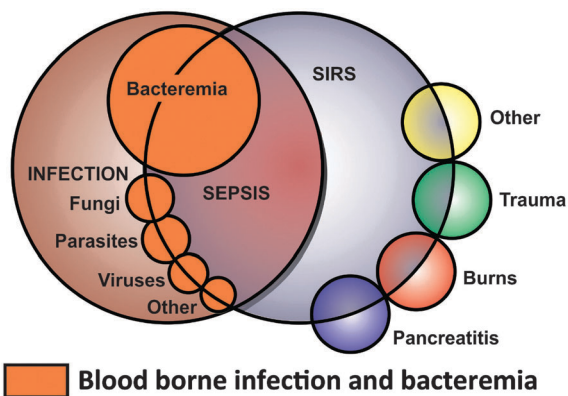 Bacteremia
SIRS
Other
INFECTION
SEPSIS
Fungi
Trauma
Parasites
Viruses
Burns
Other
Pancreatitis
Blood borne infection and bacteremia